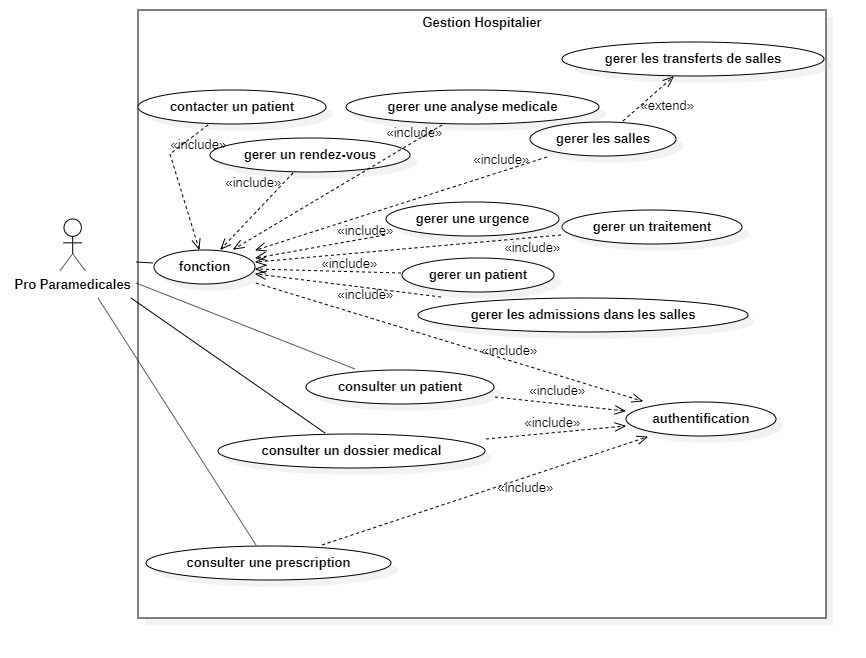 Gestion Hospitalier
gerer les transferts de salles
contacter un patient
gerer une analyse medicale
«extend»
«include»
gerer les salles
«include»
gerer un rendez-vous
«include»
«include»
gerer une urgence
gerer un traitement
«include»
«include»
fonction
«include»
gerer un patient
Pro Paramedicales
«include»
gerer les admissions dans les salles
«include»
consulter un patient
«include»
authentification
«include»
consulter un dossier medical
«include»
consulter une prescription